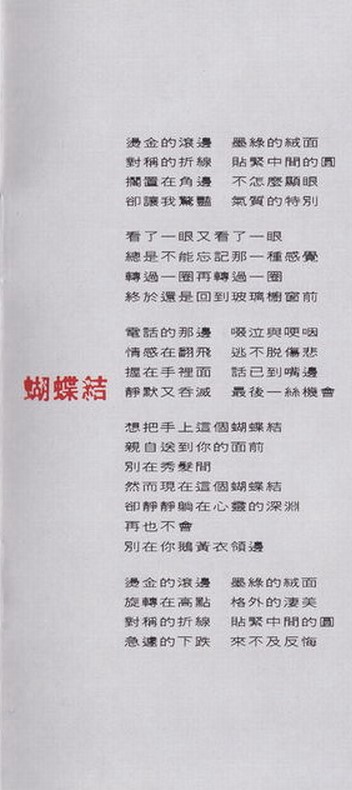 蝴蝶結
燙金的滾邊　墨綠的絨面
對稱的折線　貼緊中間的圓
擱置在角邊　不怎麼顯眼
卻讓我驚豔　氣質的特別
看了一眼又看了一眼
總是不能忘記那一種感覺
轉過一圈再轉過一圈
終於還是回到玻璃櫥窗前
電話的那邊　啜泣與哽咽
情感在翻飛　逃不脫傷悲
握在手裡面　話已到嘴邊
靜默又吞滅　最後一絲機會
想把手上這個蝴蝶結
親自送到你的面前
別在秀髮間
然而現在這個蝴蝶結
卻靜靜躺在心靈的深淵
再也不會
別在你鵝黃衣領邊
燙金的滾邊　墨綠的絨面
旋轉在高點　格外的淒美
對稱的折線　貼緊中間的圓
急遽的下跌　來不及反悔